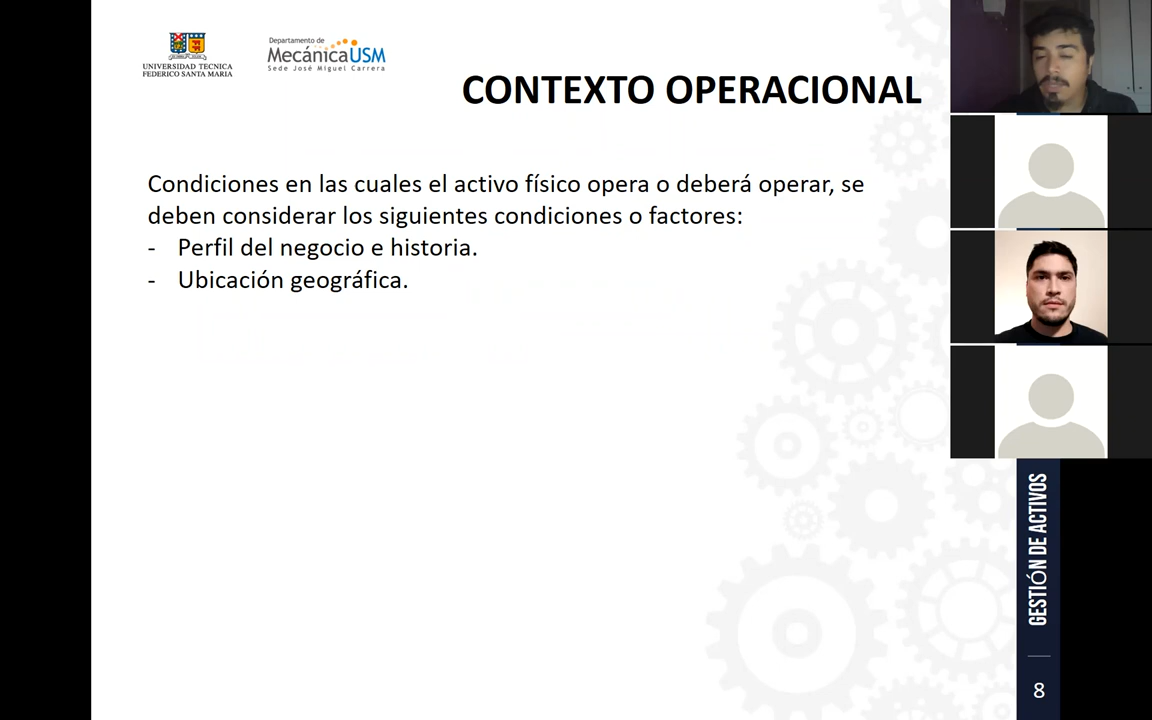 UNIVERSIDAD TECNICA
FEDERICO SANTA MARIA
Departamento de
MecánicaUSM
Sede José Miguel Carrera
CONTEXTO OPERACIONAL
Condiciones en las cuales el activo físico opera o deberá operar, se
deben considerar los siguientes condiciones o factores:
- Perfil del negocio e historia.
- Ubicación geográfica.
GESTIÓN DE ACTIVOS
8